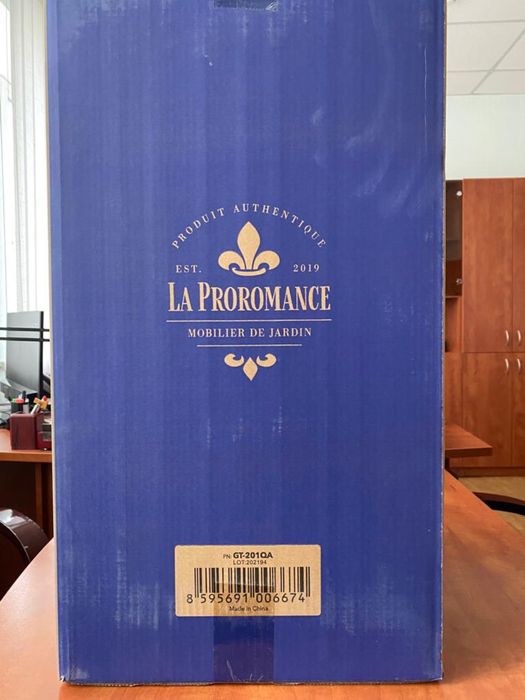 PRODUIT AUTHENTIQUE
EST. 2019
LA PROROMANCE
MOBILIER DE JARDIN
PN: GT-201QA
LOT:202194
8 595691 006674
Made in China